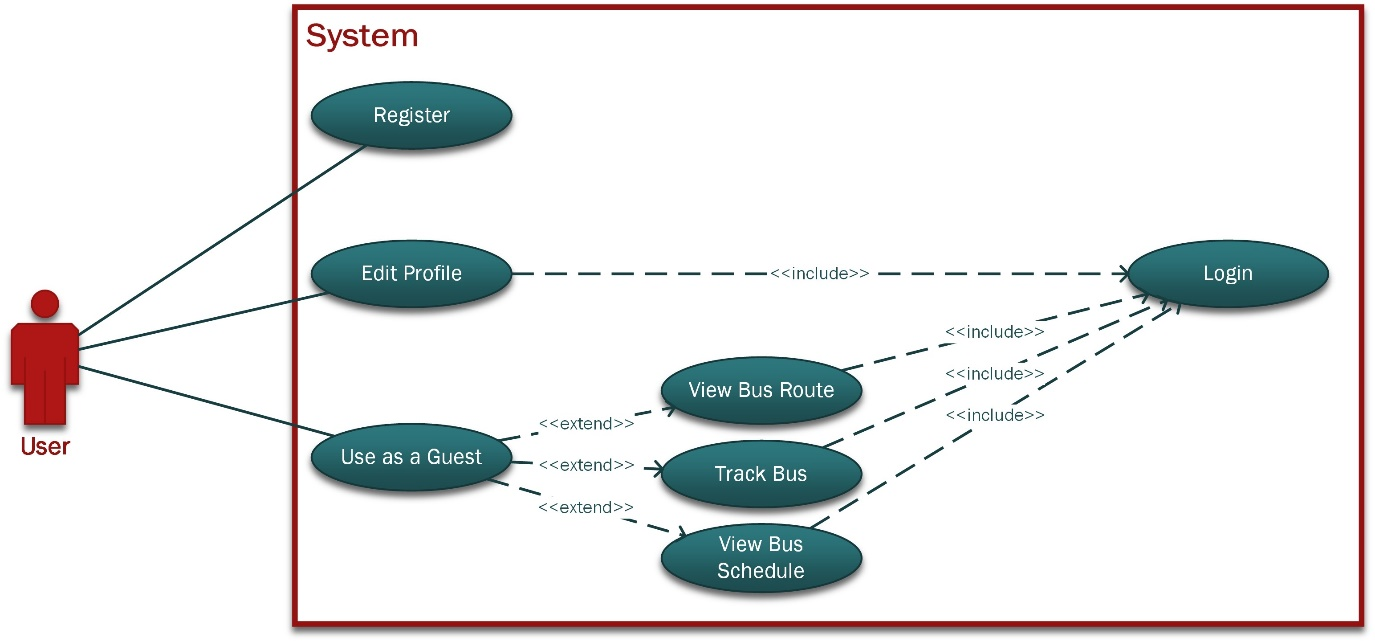 System
Register
Edit Profile
<<include>>
Login
<<include>>
View Bus Route
<<include>>
<<extend>>
<<include>>
User
Use as a Guest
<<extend>>
Track Bus
<<extend>>
View Bus
Schedule